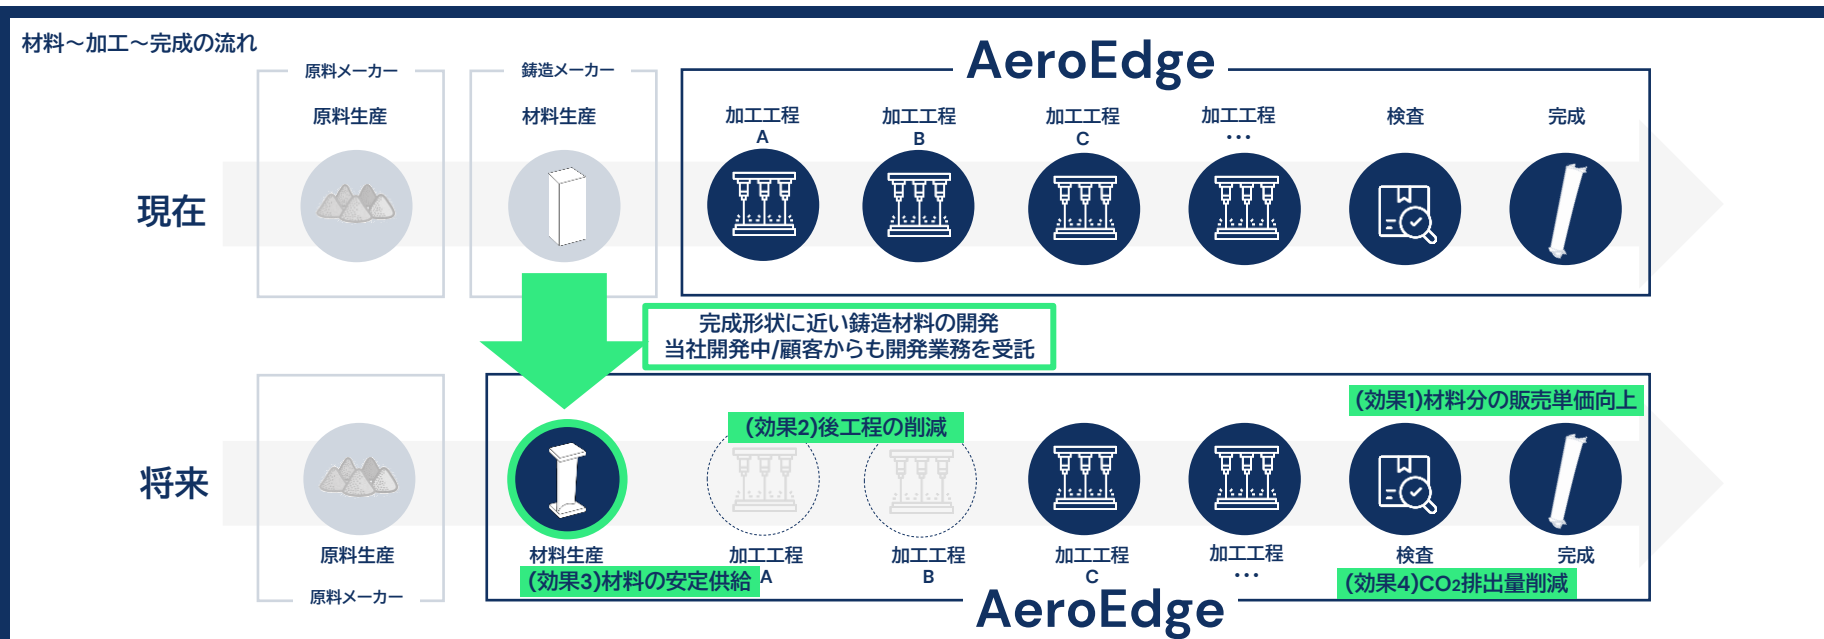 材料～加工～完成の流れ
AeroEdge
原料メーカー
鋳造メーカー
原料生産
材料生産
加工工程
A
加工工程
B
加工工程
C
加工工程
･･･
検査
完成
現在
完成形状に近い鋳造材料の開発
当社開発中/顧客からも開発業務を受託
(効果1)材料分の販売単価向上
(効果2)後工程の削減
将来
原料生産
材料生産
加工工程
A
加工工程
B
加工工程
C
加工工程
･･･
検査
完成
(効果3)材料の安定供給
(効果4)CO₂排出量削減
原料メーカー
AeroEdge